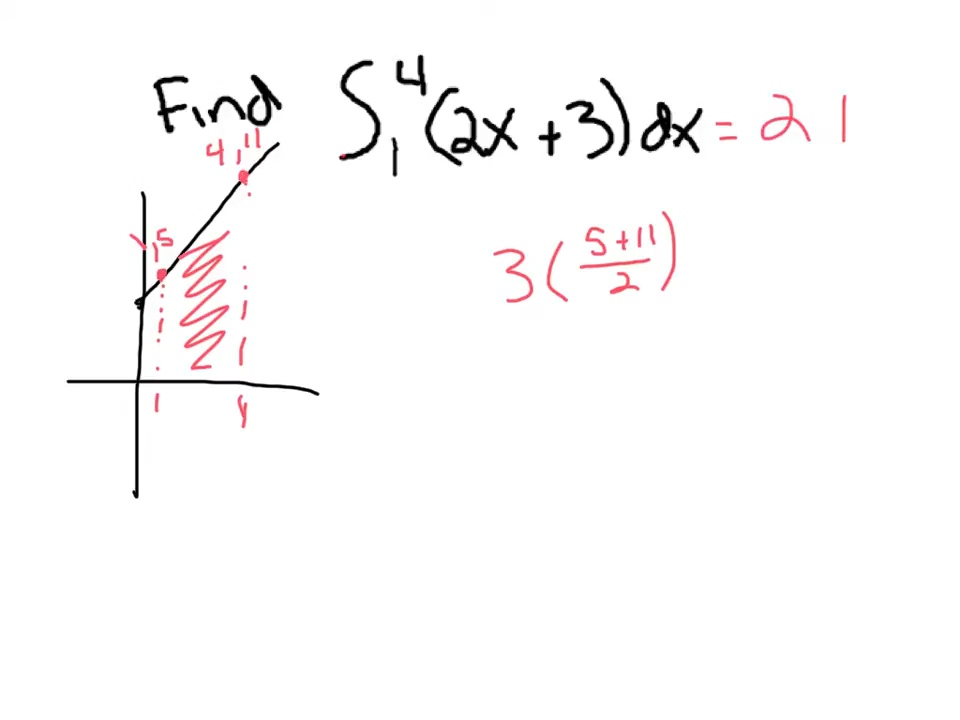 Find ∫₁⁴ (2x + 3) dx = 21
4, 11
1, 5
3 ( (5+11)/2 )
1 4